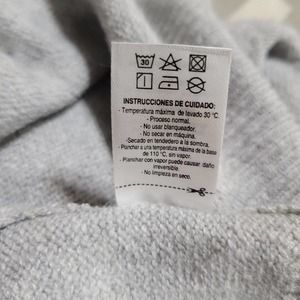 30
INSTRUCCIONES DE CUIDADO:
- Temperatura máxima de lavado 30 °C.
- Proceso normal.
- No usar blanqueador.
- No secar en máquina.
-Secado en tendedero a la sombra.
- Planchar a una temperatura máxima de la base
de 110 °C, sin vapor.
- Planchar con vapor puede causar daño
irreversible.
- No limpieza en seco.